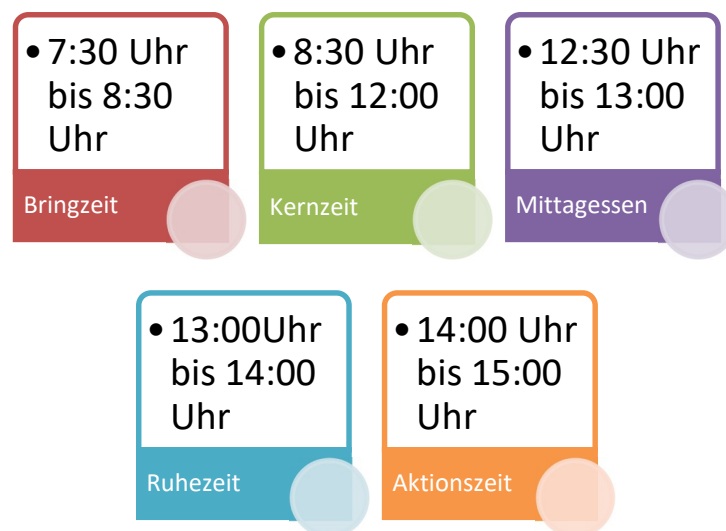 • 7:30 Uhr
bis 8:30
Uhr
Bringzeit
• 8:30 Uhr
bis 12:00
Uhr
Kernzeit
• 12:30 Uhr
bis 13:00
Uhr
Mittagessen
• 13:00Uhr
bis 14:00
Uhr
Ruhezeit
• 14:00 Uhr
bis 15:00
Uhr
Aktionszeit